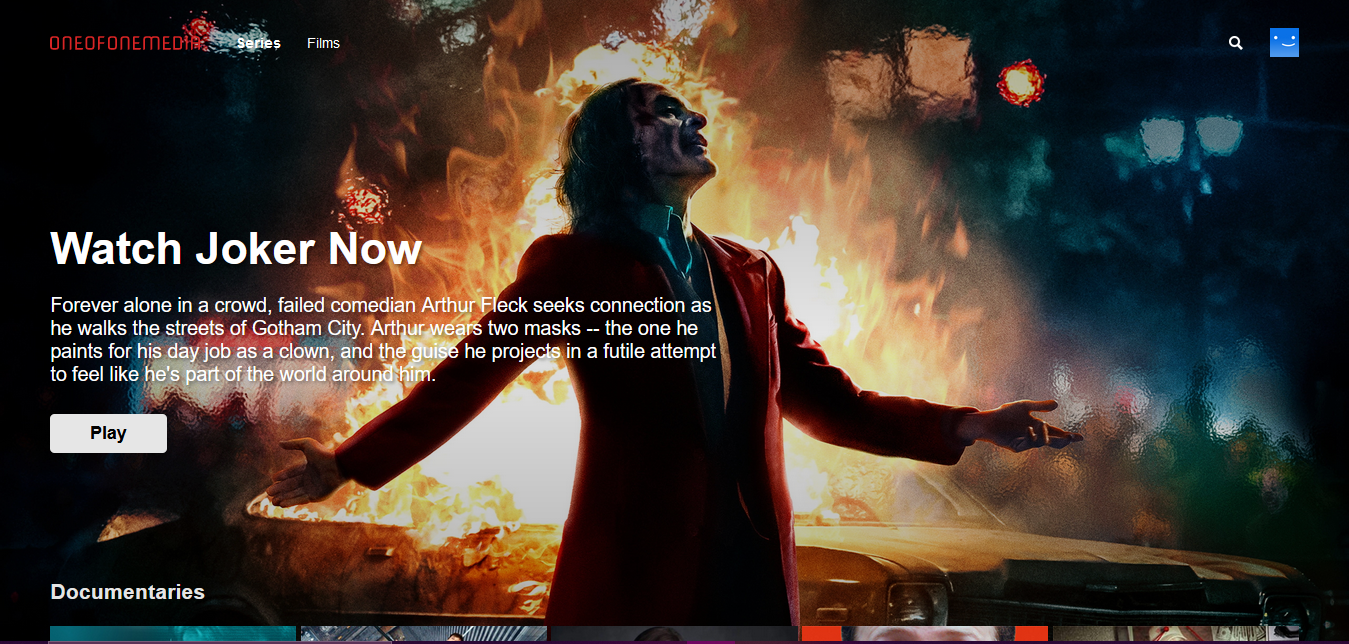 ONEOFONEMEDIA
Series
Films
Watch Joker Now
Forever alone in a crowd, failed comedian Arthur Fleck seeks connection as
he walks the streets of Gotham City. Arthur wears two masks -- the one he
paints for his day job as a clown, and the guise he projects in a futile attempt
to feel like he's part of the world around him.
Play
Documentaries